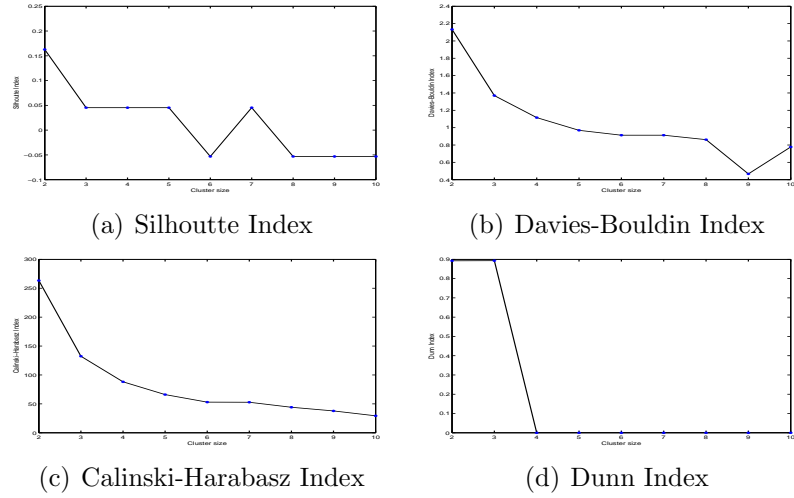 0.25
0.2
0.15
0.1
0.05
0
−0.05
−0.1
Silhoutte Index
2 3 4 5 6 7 8 9 10
Cluster size
(a) Silhoutte Index
2.4
2.2
2
1.8
1.6
1.4
1.2
1
0.8
0.6
0.4
Davies-Bouldin Index
2 3 4 5 6 7 8 9 10
Cluster size
(b) Davies-Bouldin Index
300
250
200
150
100
50
0
Calinski-Harabasz Index
2 3 4 5 6 7 8 9 10
Cluster size
(c) Calinski-Harabasz Index
0.9
0.8
0.7
0.6
0.5
0.4
0.3
0.2
0.1
0
Dunn Index
2 3 4 5 6 7 8 9 10
Cluster size
(d) Dunn Index